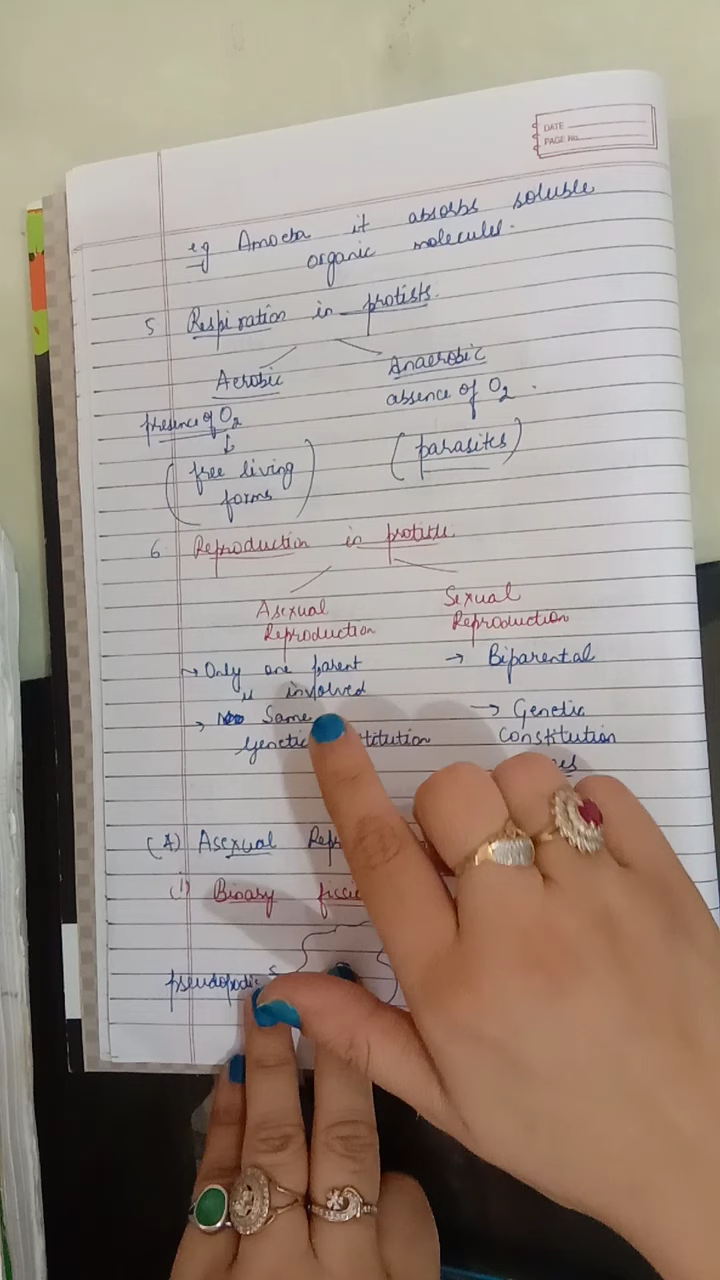 DATE
PAGE No.
eg Amoeba it absorbs soluble
organic molecules.
5 Respiration in protists.
Aerobic
Anaerobic
presence of O2
absence of O2
(free living
forms)
(parasites)
6 Reproduction in
Asexual
Reproduction
Sexual
Reproduction
→ Only one parent
is involved
→ Same
Genetic
→ Biparental
→ Genetic
constitution
(A) Asexual
(i) Binary